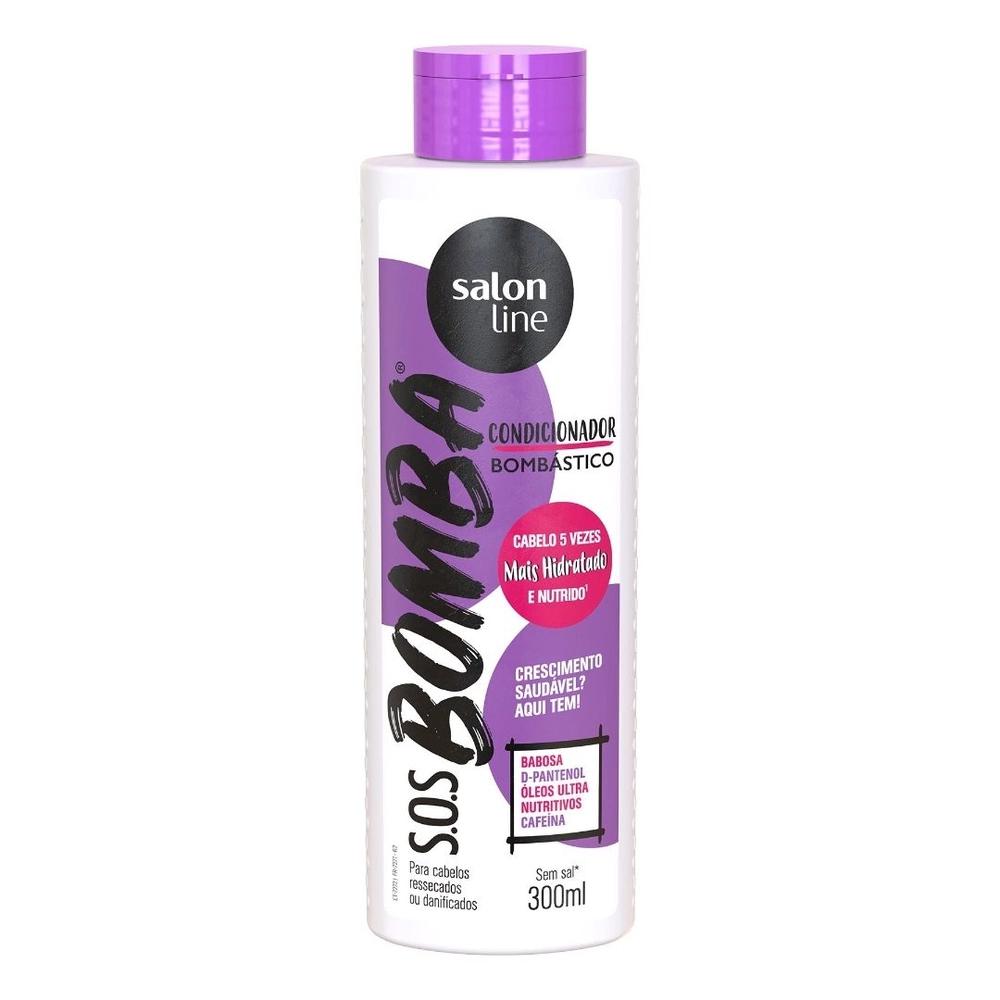 salon
line
S.O.S BOMBA®
CONDICIONADOR
BOMBÁSTICO
CABELO 5 VEZES
Mais Hidratado
E NUTRIDO¹
CRESCIMENTO
SAUDÁVEL?
AQUI TEM!
BABOSA
D-PANTENOL
ÓLEOS ULTRA
NUTRITIVOS
CAFEÍNA
Para cabelos
ressecados
ou danificados
Sem sal*
300ml